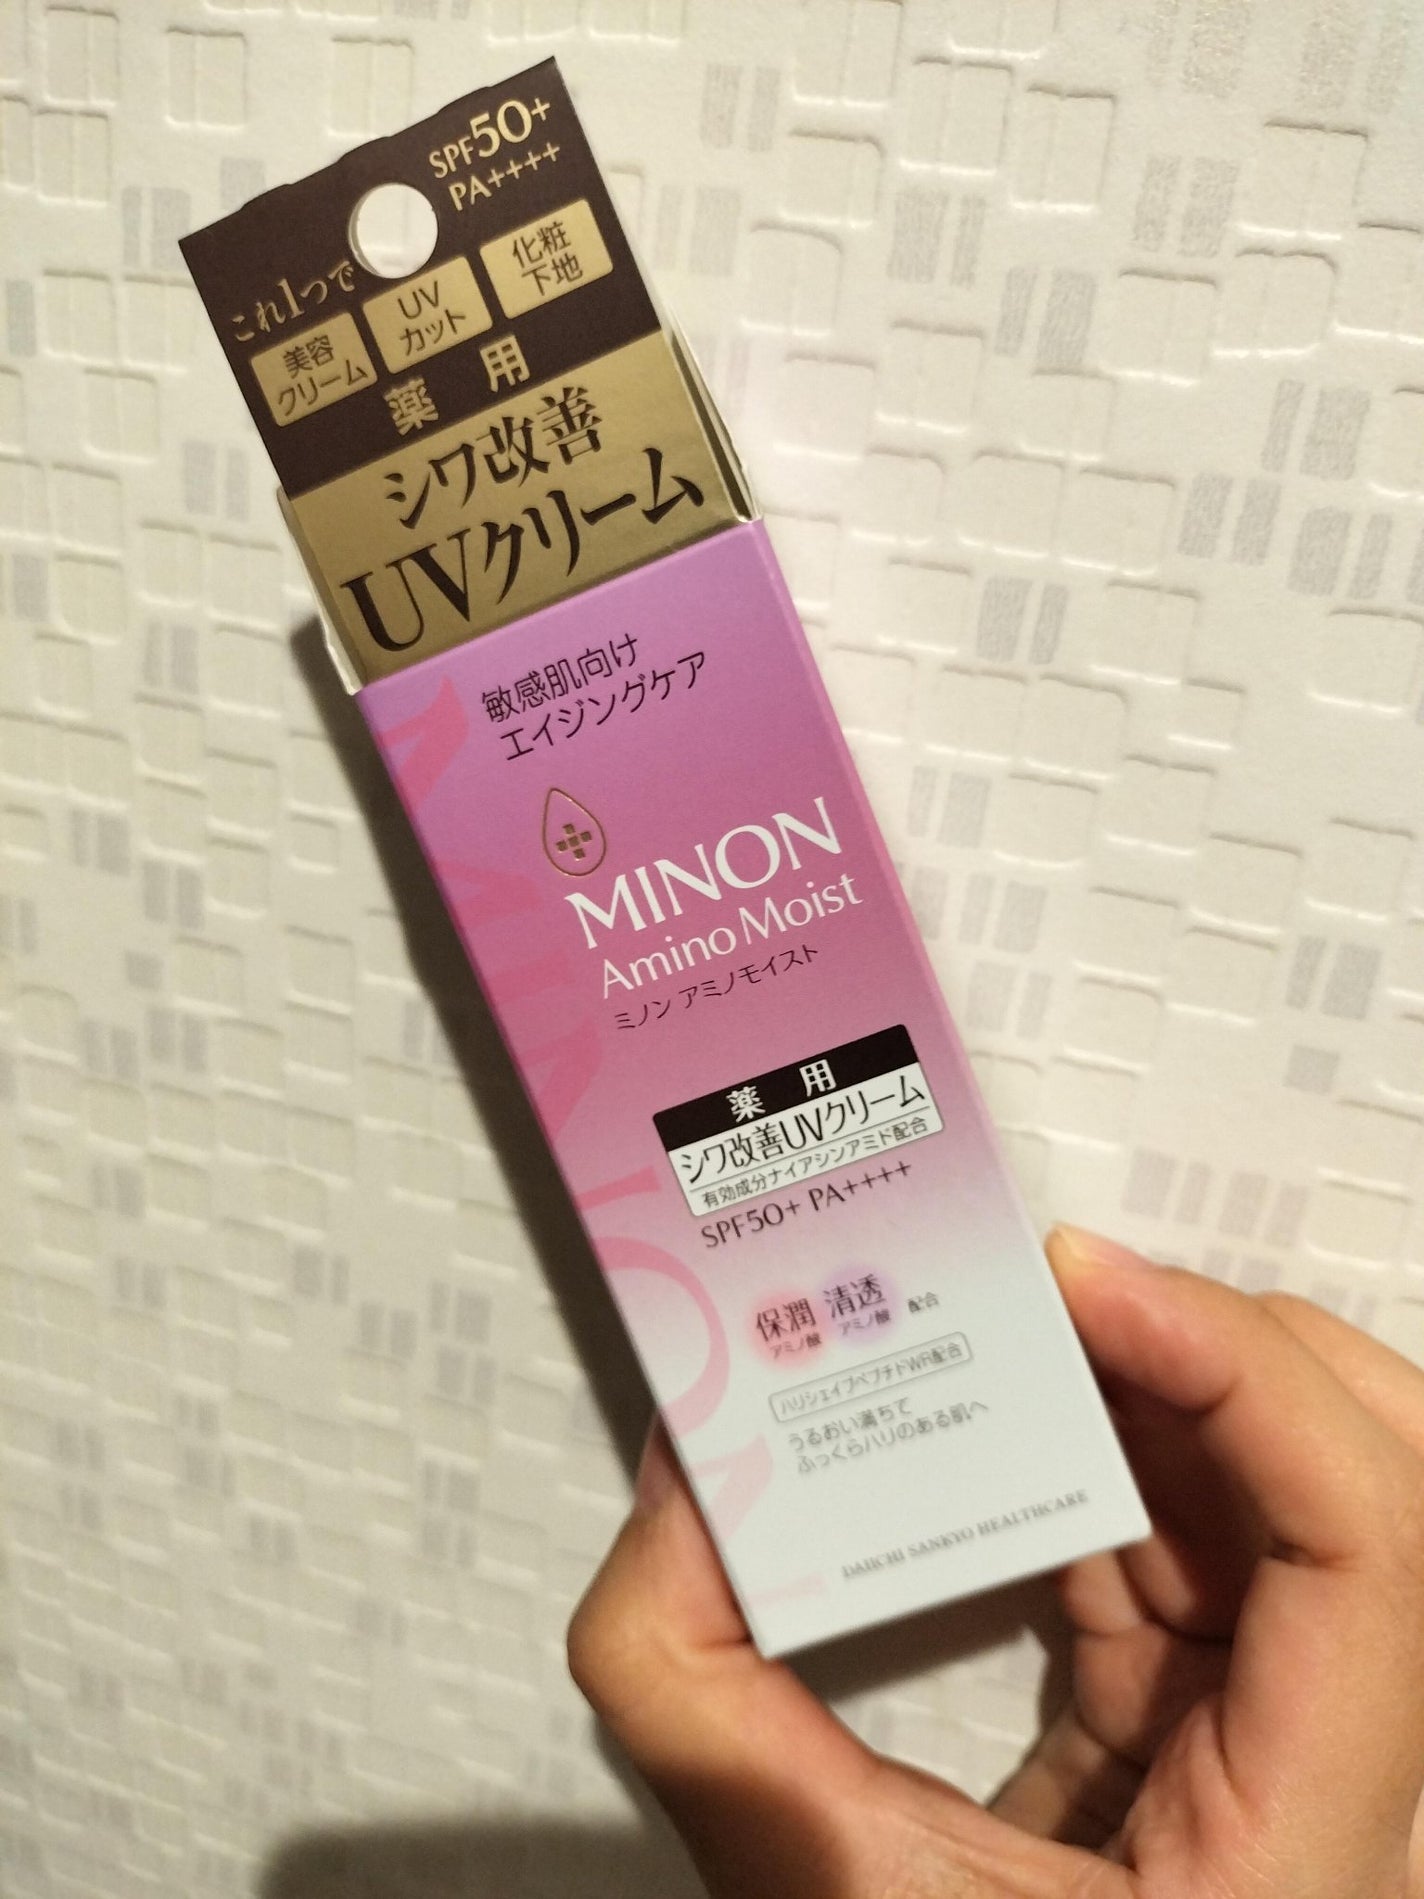 SPF50+
PA++++
これ1つで
美容
クリーム
UV
カット
化粧
下地
薬用
シワ改善
UVクリーム
敏感肌向け
エイジングケア
MINON
Amino Moist
ミノン アミノモイスト
薬用
シワ改善UVクリーム
有効成分ナイアシンアミド配合
SPF50+ PA++++
保潤 清透 配合
アミノ酸 アミノ酸
ハリシェイプペプチドWR配合
うるおい満ちて
ふっくらハリのある肌へ
DAIICHI SANKYO HEALTHCARE
MINON